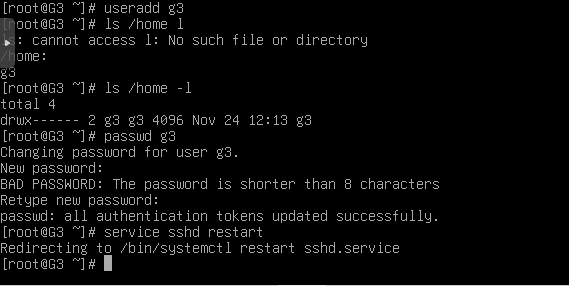 [root@G3 ~]# useradd g3
[root@G3 ~]# ls /home l
s: cannot access l: No such file or directory
/home:
g3
[root@G3 ~]# ls /home -l
total 4
drwx------ 2 g3 g3 4096 Nov 24 12:13 g3
[root@G3 ~]# passwd g3
Changing password for user g3.
New password:
BAD PASSWORD: The password is shorter than 8 characters
Retype new password:
passwd: all authentication tokens updated successfully.
[root@G3 ~]# service sshd restart
Redirecting to /bin/systemctl restart sshd.service
[root@G3 ~]#